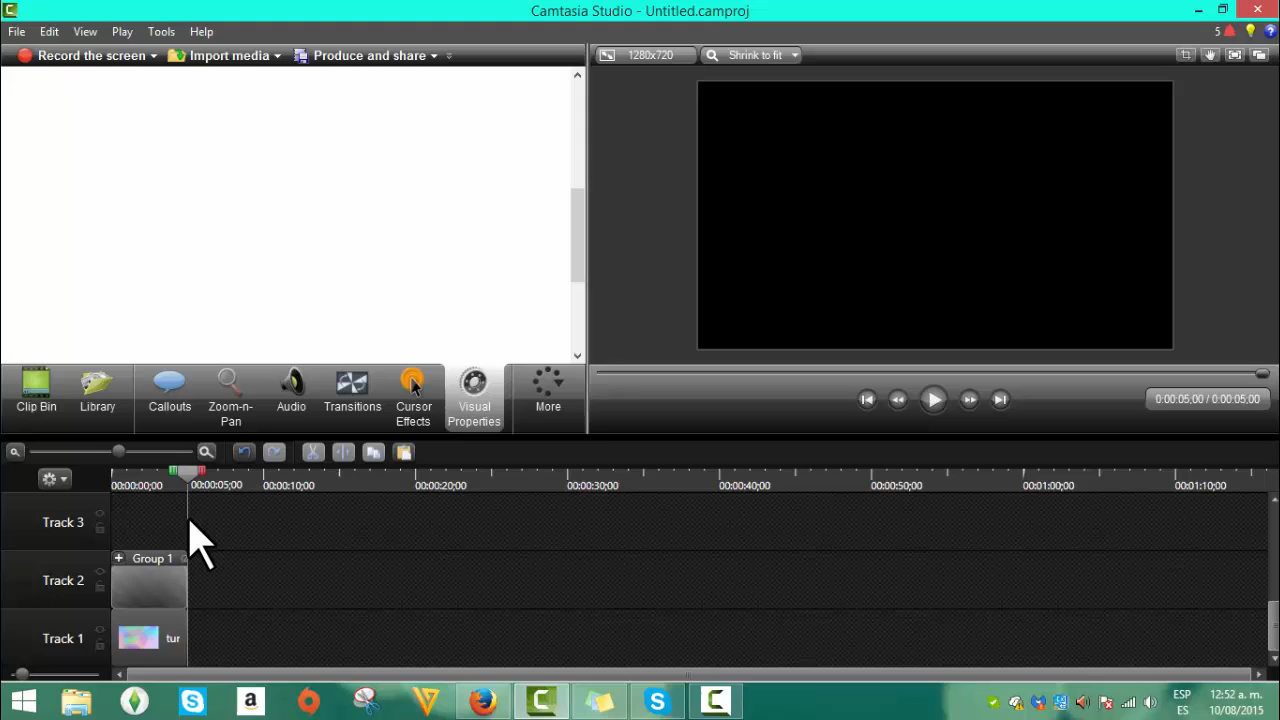 Camtasia Studio - Untitled.camproj
File Edit View Play Tools Help
5
Record the screen Import media Produce and share
1280x720 Shrink to fit
Clip Bin
Library
Callouts
Zoom-n-
Pan
Audio
Transitions
Cursor
Effects
Visual
Properties
More
0:00:05;00 / 0:00:05;00
00:00:00;00 00:00:05;00 00:00:10;00 00:00:20;00 00:00:30;00 00:00:40;00 00:00:50;00 00:01:00;00 00:01:10;00
Track 3
Group 1
Track 2
Track 1 tur
ESP 12:52 a. m.
ES 10/08/2015